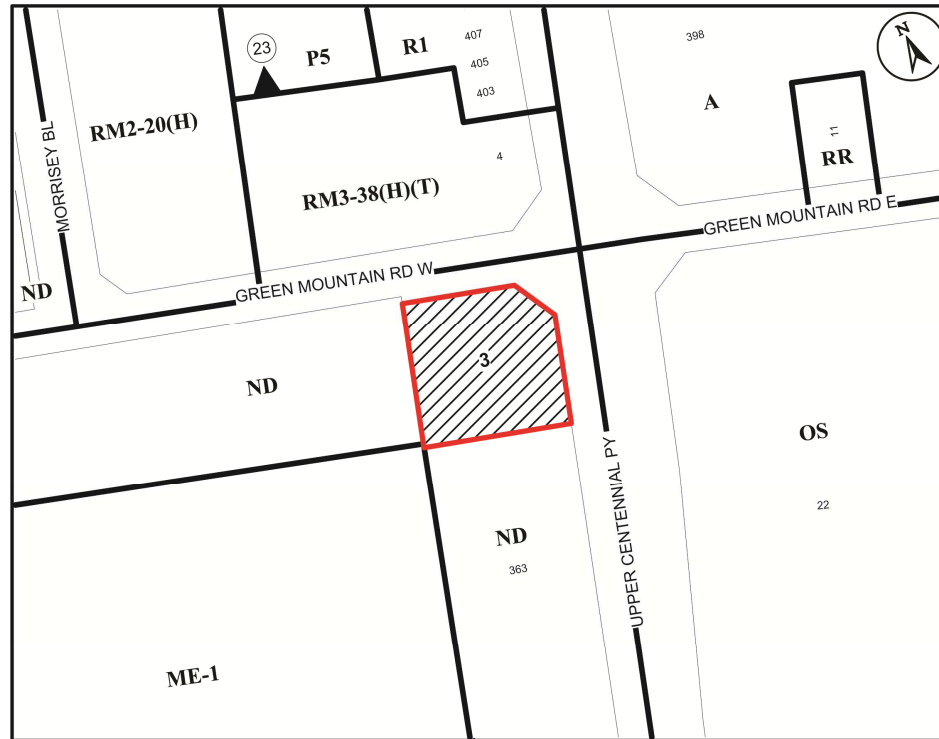 23
P5
R1
407
405
403
398
N
A
11
RR
RM2-20(H)
MORRISEY BL
4
RM3-38(H)(T)
GREEN MOUNTAIN RD E
GREEN MOUNTAIN RD W
ND
3
ND
OS
22
UPPER CENTENNIAL PY
ND
363
ME-1